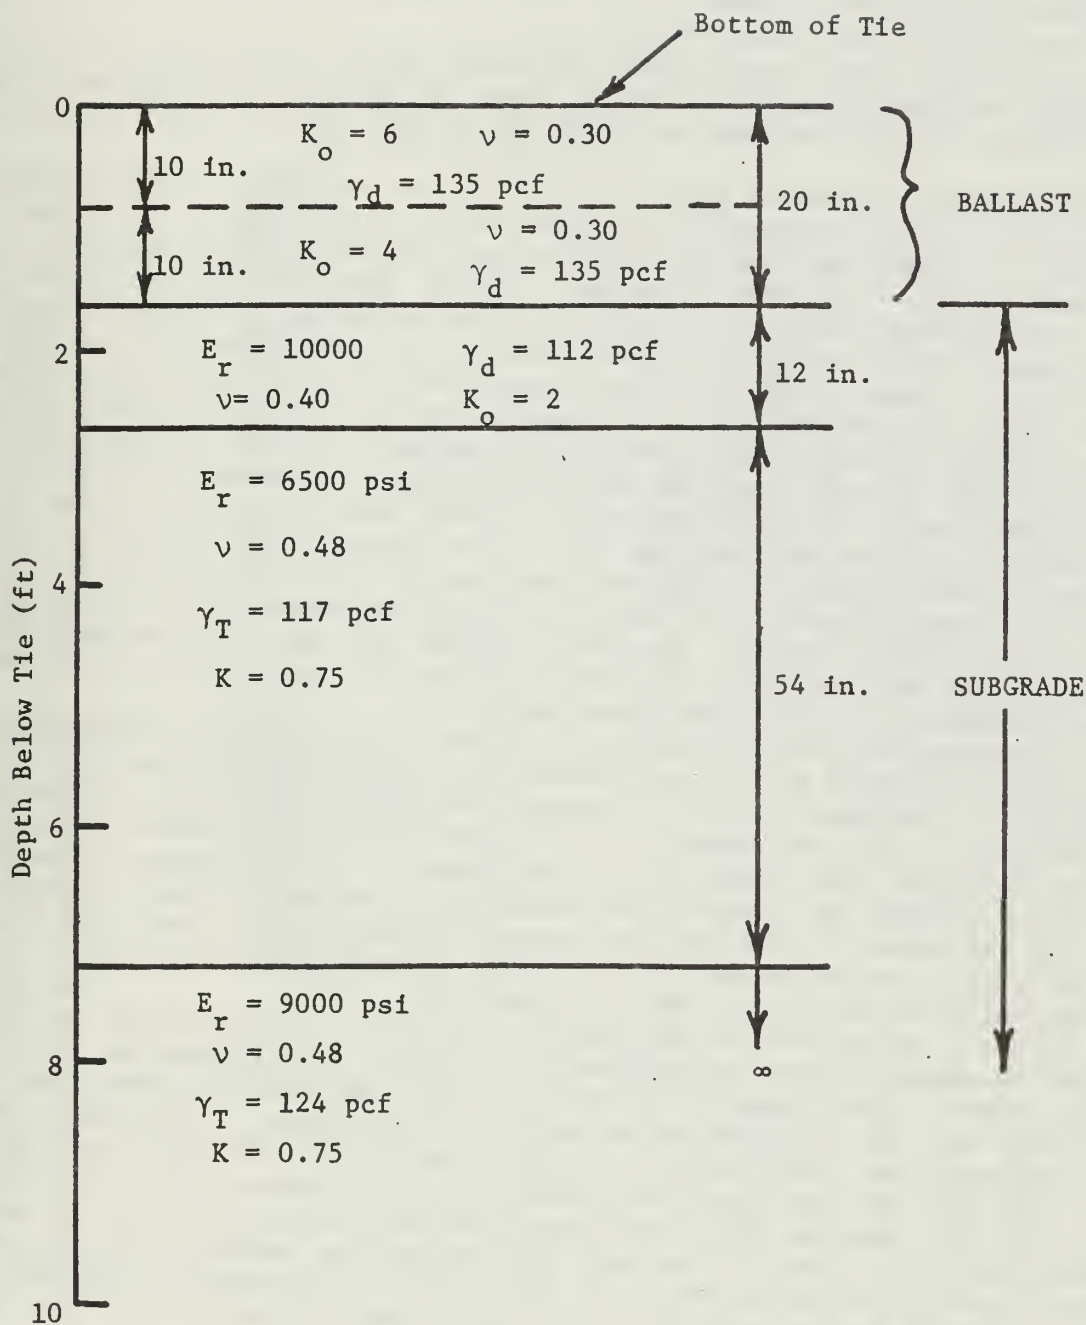 Bottom of Tie
0
K_o = 6 ν = 0.30
10 in.
γ_d = 135 pcf
20 in.
BALLAST
ν = 0.30
10 in.
K_o = 4
γ_d = 135 pcf
2
E_r = 10000 γ_d = 112 pcf
12 in.
ν= 0.40 K_o = 2
E_r = 6500 psi
ν = 0.48
4
γ_T = 117 pcf
K = 0.75
54 in.
SUBGRADE
Depth Below Tie (ft)
6
E_r = 9000 psi
ν = 0.48
8
∞
γ_T = 124 pcf
K = 0.75
10